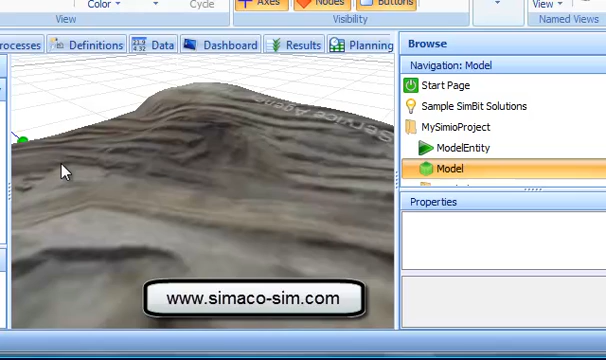 Color
Cycle
View
Axes
Nodes
Buttons
Visibility
View
Named Views
rocesses
Definitions
Data
Dashboard
Results
Planning
Browse
Navigation: Model
Start Page
Sample SimBit Solutions
MySimioProject
ModelEntity
Model
Properties
www.simaco-sim.com